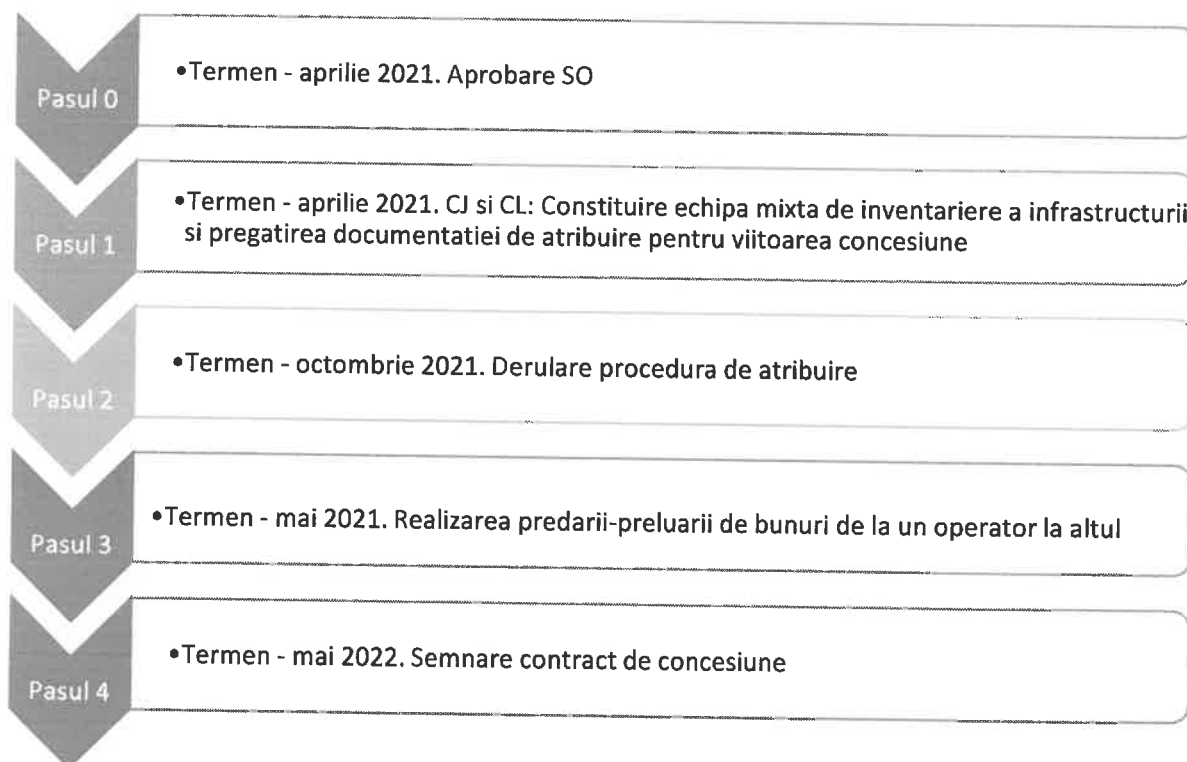 Pasul 0
•Termen - aprilie 2021. Aprobare SO
Pasul 1
•Termen - aprilie 2021. CJ si CL: Constituire echipa mixta de inventariere a infrastructurii
si pregatirea documentatiei de atribuire pentru viitoarea concesiune
Pasul 2
•Termen - octombrie 2021. Derulare procedura de atribuire
Pasul 3
•Termen - mai 2021. Realizarea predarii-preluarii de bunuri de la un operator la altul
Pasul 4
•Termen - mai 2022. Semnare contract de concesiune